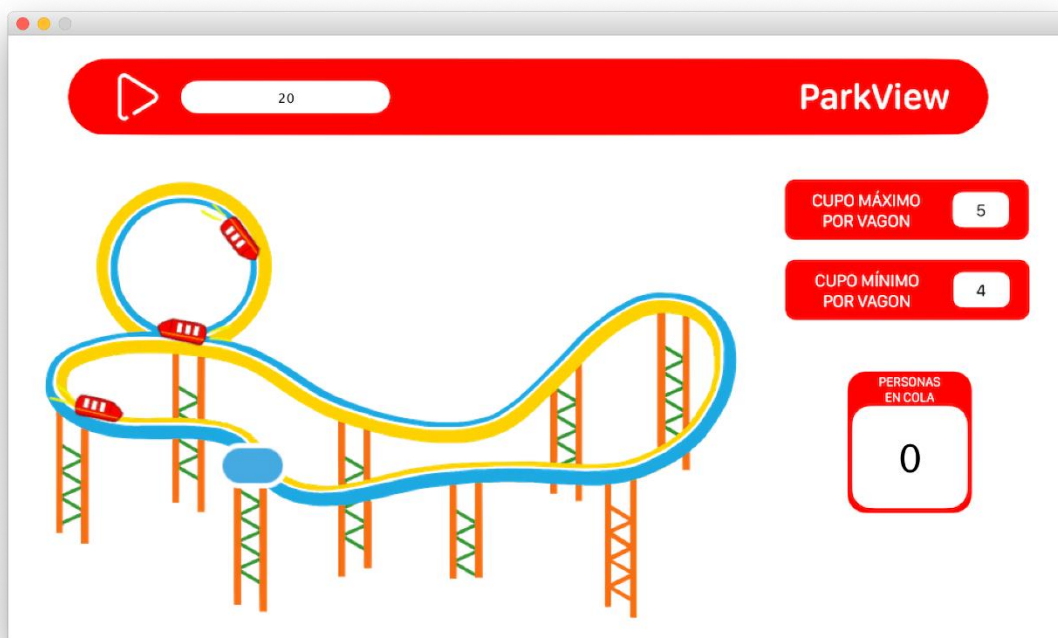 20
ParkView
CUPO MÁXIMO
POR VAGON
5
CUPO MÍNIMO
POR VAGON
4
PERSONAS
EN COLA
0